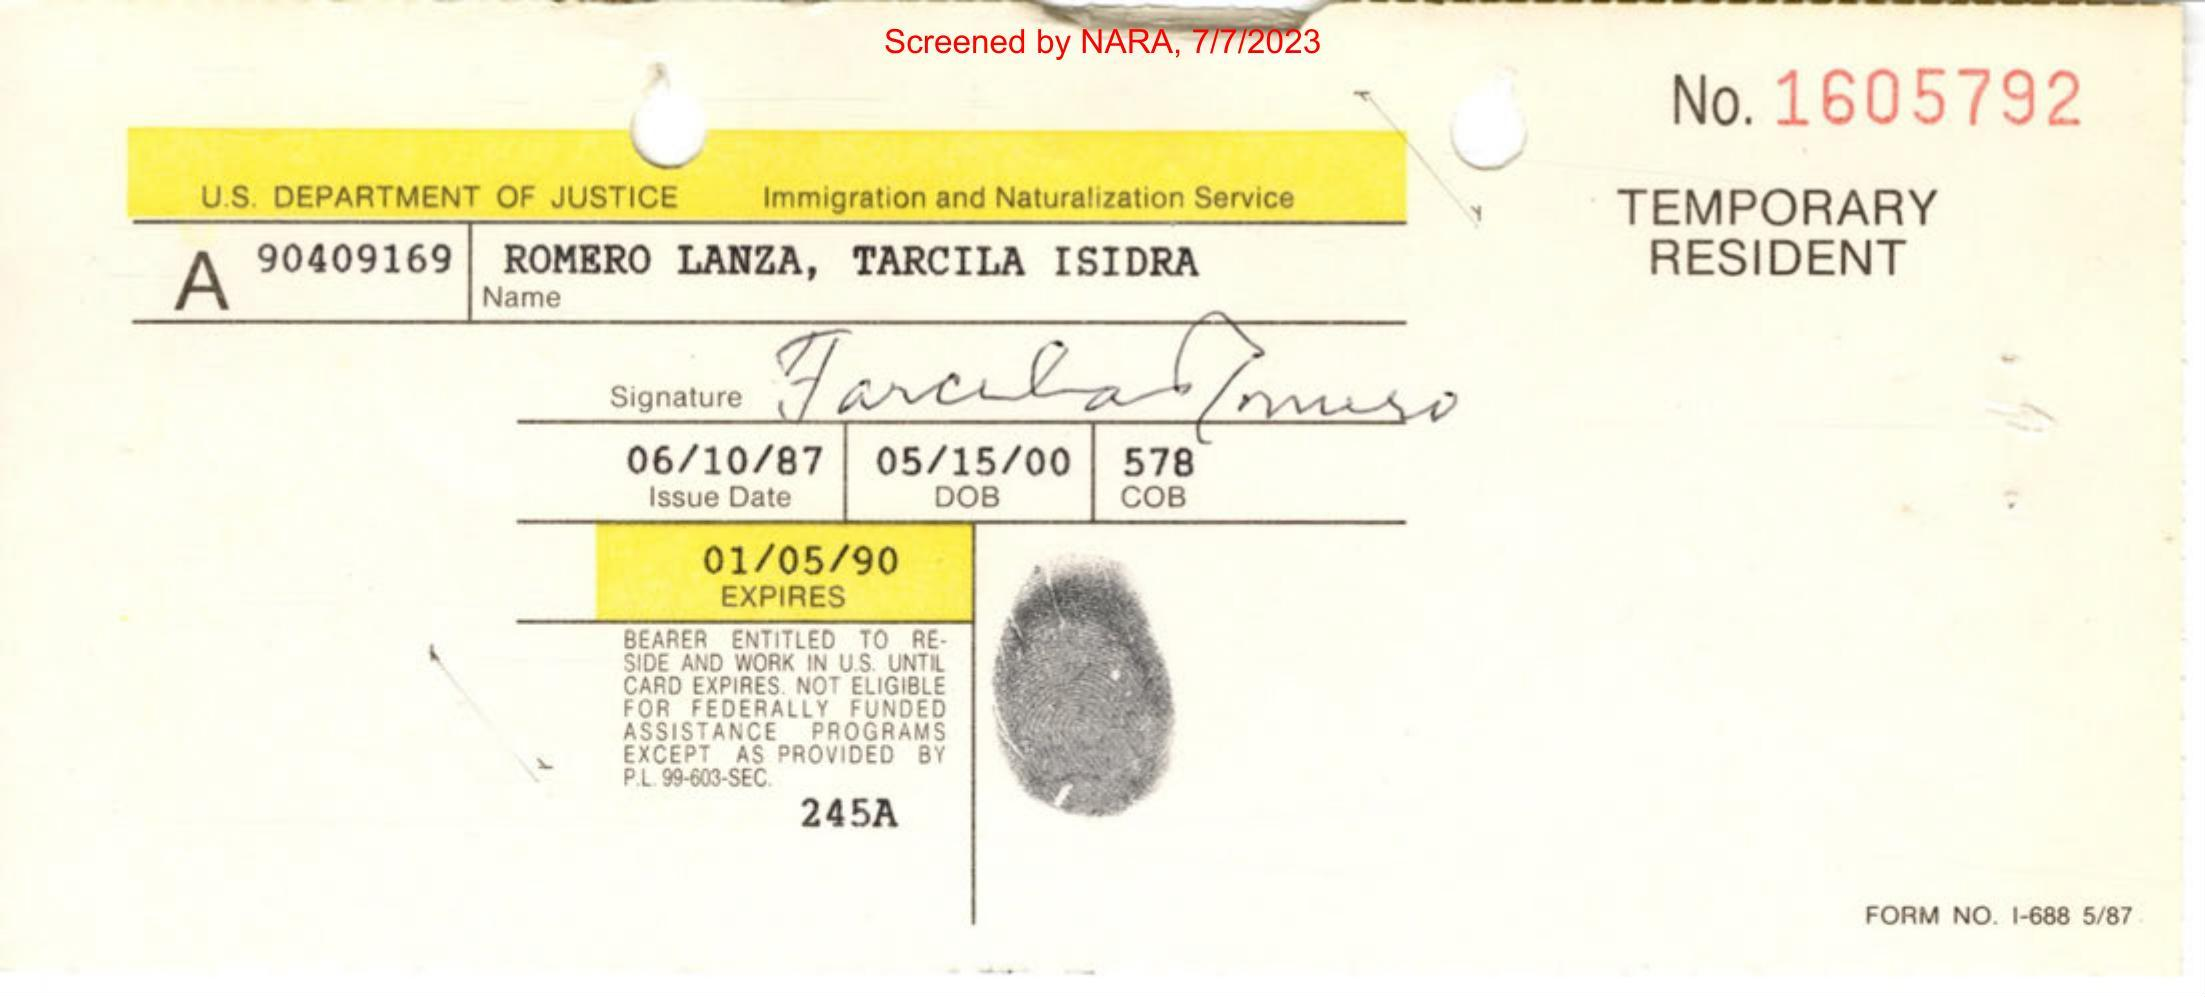 Screened by NARA, 7/7/2023
No. 1605792
U.S. DEPARTMENT OF JUSTICE Immigration and Naturalization Service
TEMPORARY
RESIDENT
A 90409169 ROMERO LANZA, TARCILA ISIDRA
Name
Signature Tarcila Romero
06/10/87 05/15/00 578
Issue Date DOB COB
01/05/90
EXPIRES
BEARER ENTITLED TO RE-
SIDE AND WORK IN U.S. UNTIL
CARD EXPIRES. NOT ELIGIBLE
FOR FEDERALLY FUNDED
ASSISTANCE PROGRAMS
EXCEPT AS PROVIDED BY
P.L. 99-603-SEC.
245A
FORM NO. I-688 5/87